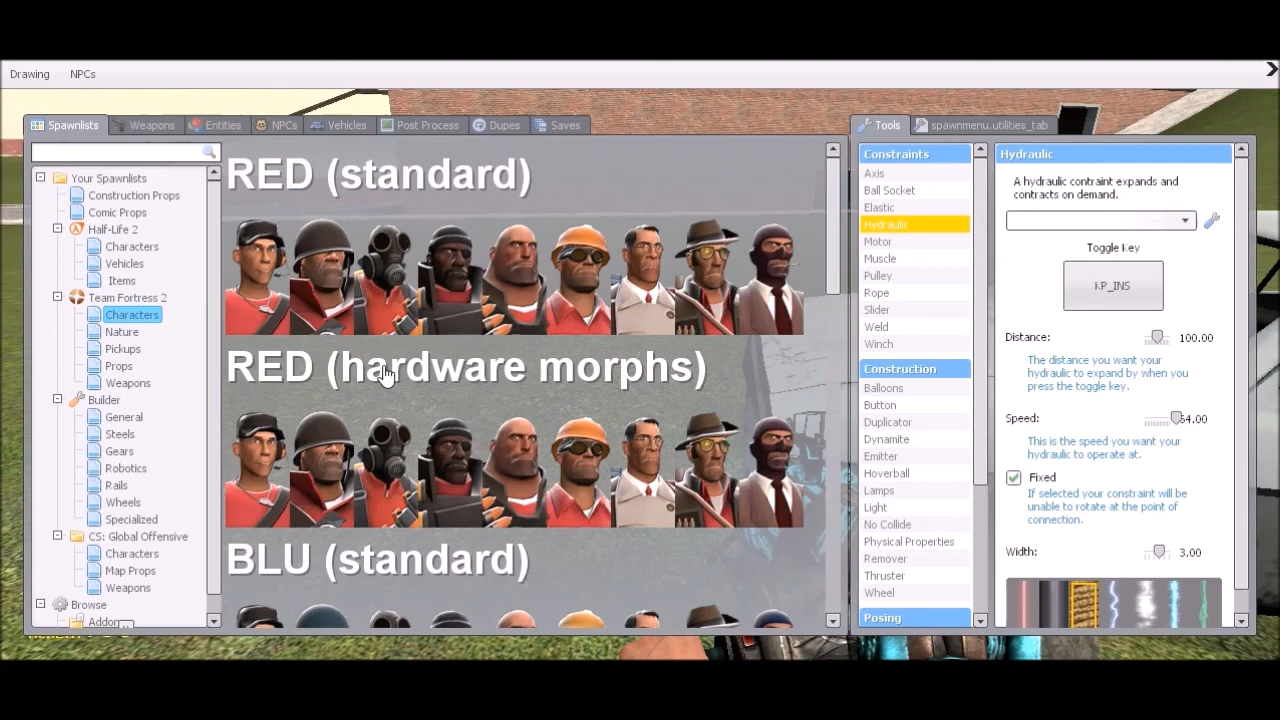 Drawing NPCs
Spawnlists Weapons Entities NPCs Vehicles Post Process Dupes Saves
Your Spawnlists
Construction Props
Comic Props
Half-Life 2
Characters
Vehicles
Items
Team Fortress 2
Characters
Nature
Pickups
Props
Weapons
Builder
General
Steels
Gears
Robotics
Rails
Wheels
Specialized
CS: Global Offensive
Characters
Map Props
Weapons
Browse
RED (standard)
RED (hardware morphs)
BLU (standard)
Tools spawnmenu.utilities_tab
Constraints
Axis
Ball Socket
Elastic
Hydraulic
Motor
Muscle
Pulley
Rope
Slider
Weld
Winch
Construction
Balloons
Button
Duplicator
Dynamite
Emitter
Hoverball
Lamps
Light
No Collide
Physical Properties
Remover
Thruster
Wheel
Posing
Hydraulic
A hydraulic contraint expands and
contracts on demand.
Toggle Key
KP_INS
Distance: 100.00
The distance you want your
hydraulic to expand by when you
press the toggle key.
Speed: 64.00
This is the speed you want your
hydraulic to operate at.
Fixed
If selected your constraint will be
unable to rotate at the point of
connection.
Width: 3.00